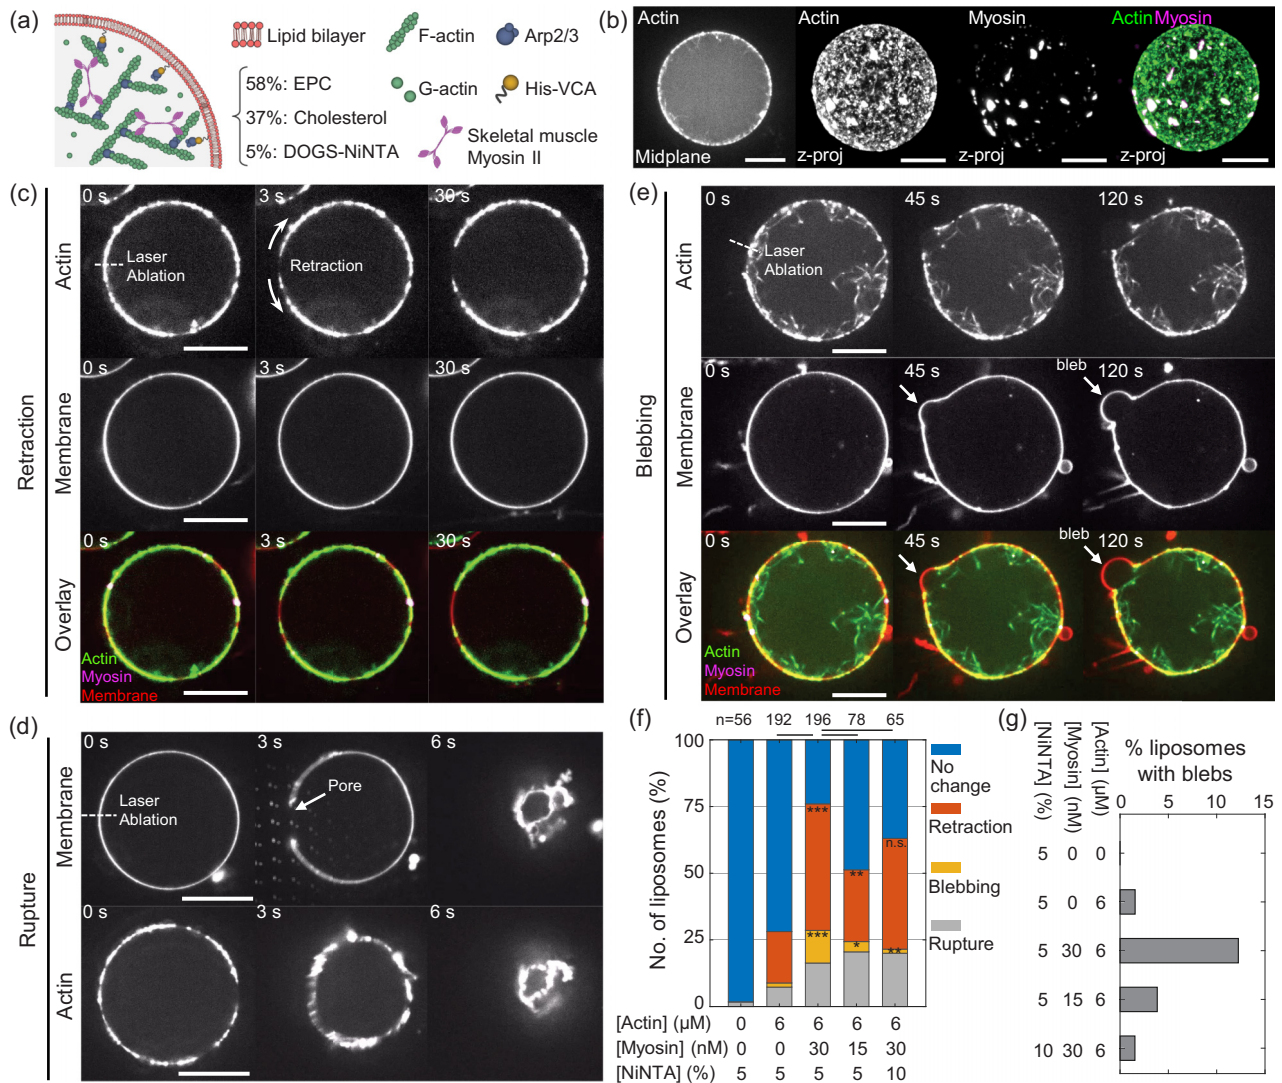 (a)
Lipid bilayer
F-actin
Arp2/3
58%: EPC
37%: Cholesterol
5%: DOGS-NiNTA
G-actin
His-VCA
Skeletal muscle
Myosin II
(b)
Actin
Actin
Myosin
ActinMyosin
Midplane
z-proj
z-proj
z-proj
(c)
Retraction
Actin
0 s
3 s
30 s
Laser
Ablation
Retraction
Membrane
0 s
3 s
30 s
Overlay
0 s
3 s
30 s
Actin
Myosin
Membrane
(e)
Blebbing
Actin
0 s
45 s
120 s
Laser
Ablation
Membrane
0 s
45 s
120 s
bleb
Overlay
0 s
45 s
120 s
bleb
Actin
Myosin
Membrane
(d)
Rupture
Membrane
0 s
3 s
6 s
Laser
Ablation
Pore
Actin
0 s
3 s
6 s
(f)
n=56 192 196 78 65
No. of liposomes (%)
100
75
50
25
0
***
***
**
*
n.s.
**
No
change
Retraction
Blebbing
Rupture
[Actin] (μM) 0 6 6 6 6
[Myosin] (nM) 0 0 30 15 30
[NiNTA] (%) 5 5 5 5 10
(g)
[NiNTA]
(%)
[Myosin]
(nM)
[Actin]
(μM)
% liposomes
with blebs
0 5 10 15
5 0 0
5 0 6
5 30 6
5 15 6
10 30 6